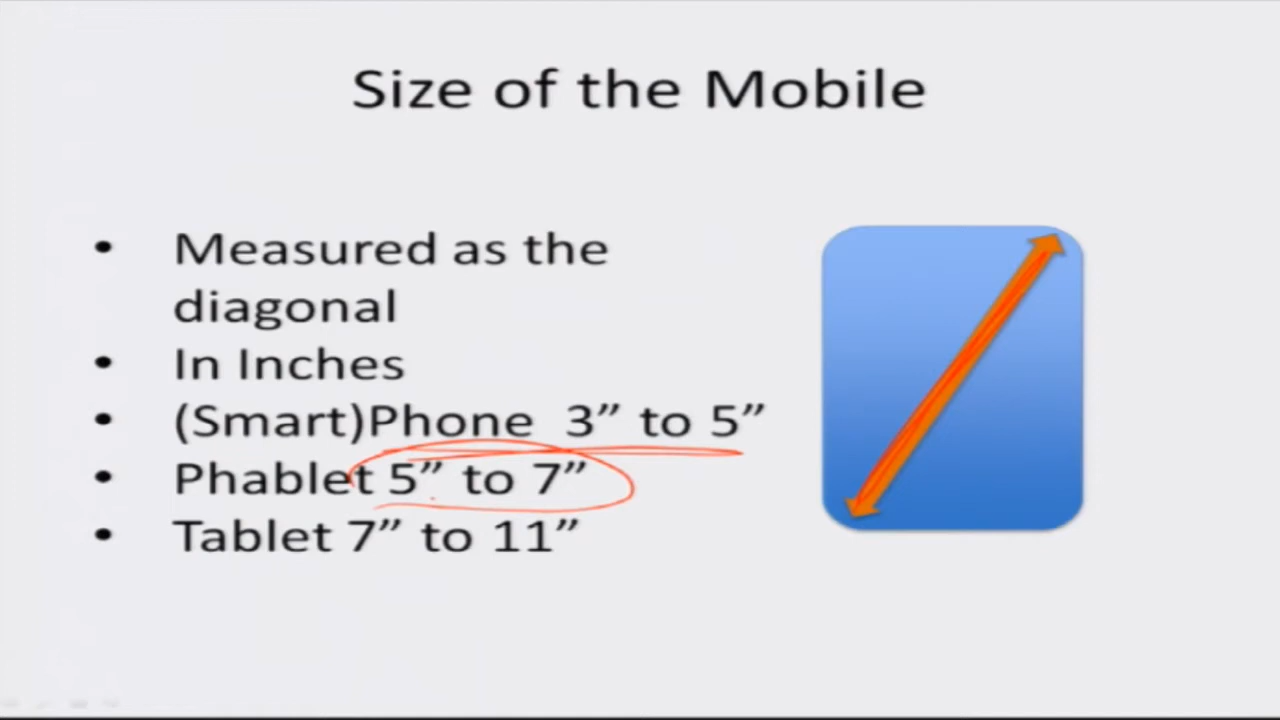 Size of the Mobile
• Measured as the
diagonal
• In Inches
• (Smart)Phone 3” to 5”
• Phablet 5” to 7”
• Tablet 7” to 11”